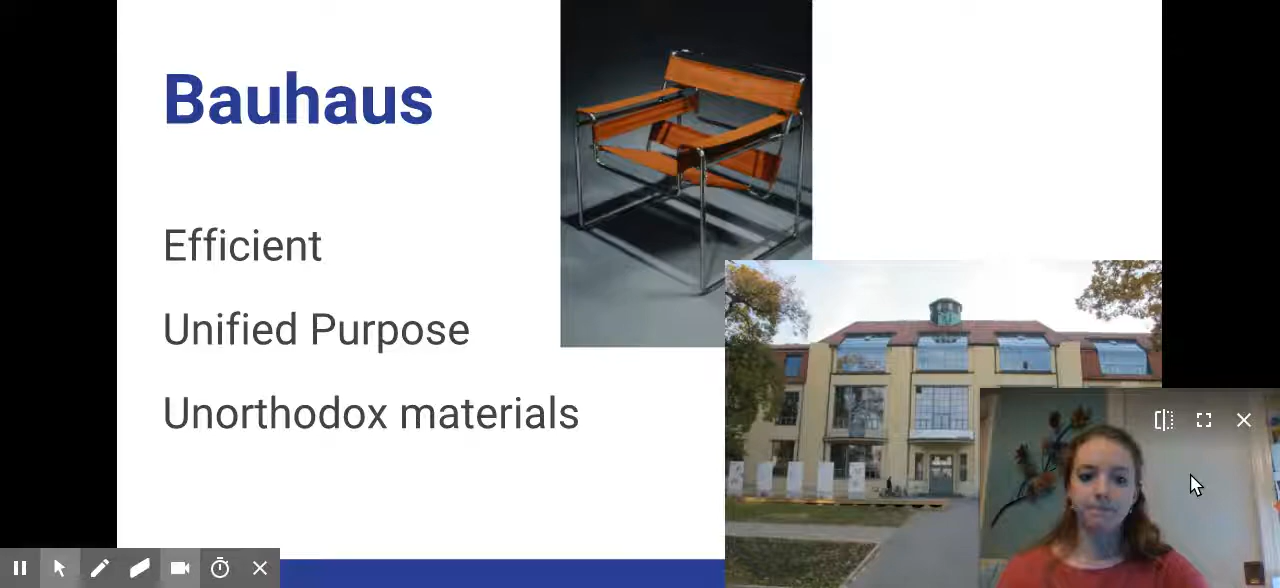 Bauhaus
Efficient
Unified Purpose
Unorthodox materials